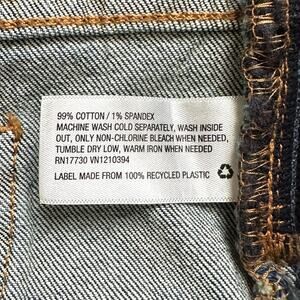 99% COTTON / 1% SPANDEX
MACHINE WASH COLD SEPARATELY, WASH INSIDE
OUT, ONLY NON-CHLORINE BLEACH WHEN NEEDED,
TUMBLE DRY LOW, WARM IRON WHEN NEEDED
RN17730 VN1210394
LABEL MADE FROM 100% RECYCLED PLASTIC